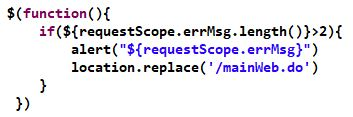 $(function(){
if(${requestScope.errMsg.length()}>2){
alert("${requestScope.errMsg}")
location.replace('/mainWeb.do')
}
})